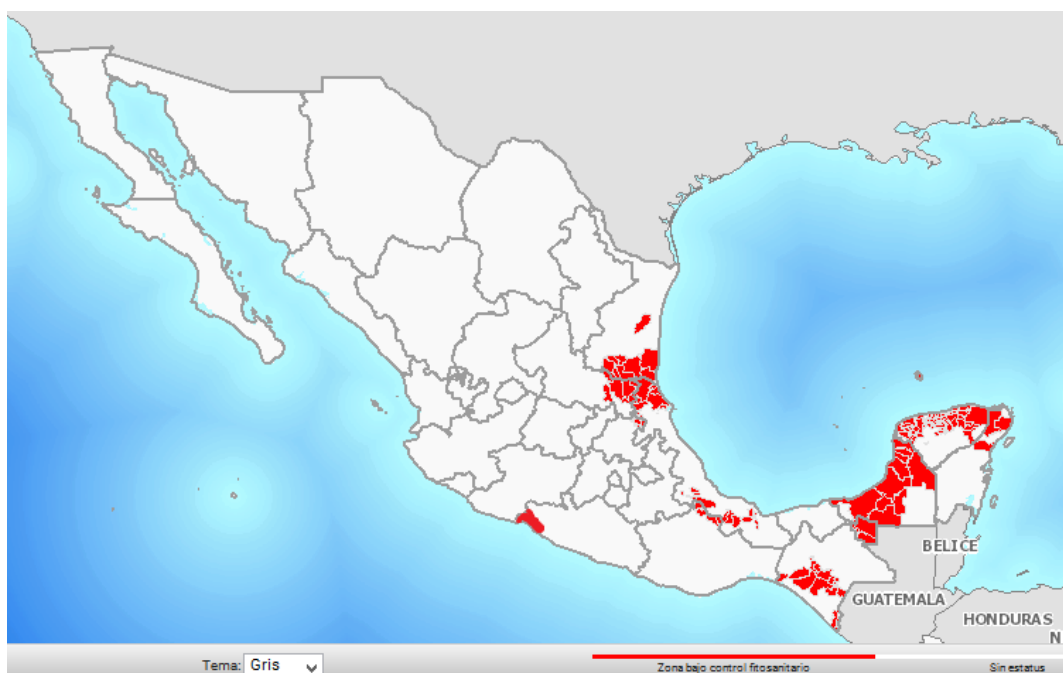 BELICE
GUATEMALA
HONDURAS
N
Tema: Gris
Zona bajo control fitosanitario
Sin estatus